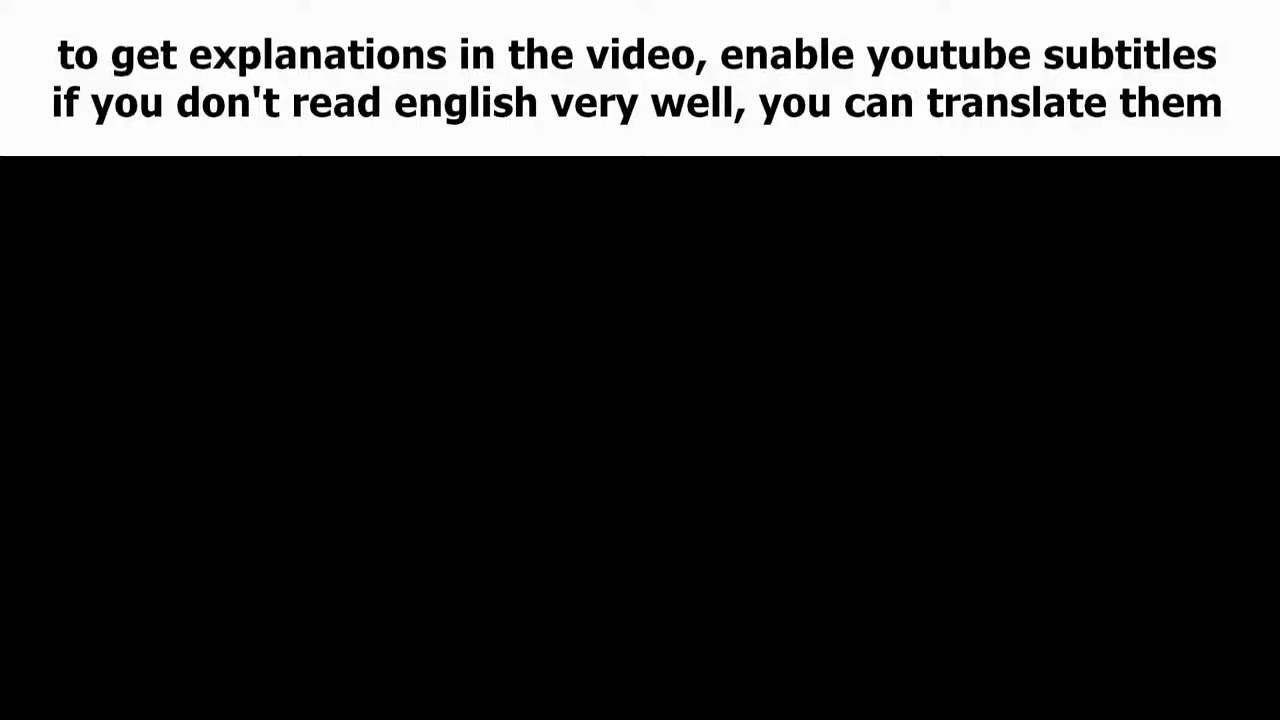 to get explanations in the video, enable youtube subtitles
if you don't read english very well, you can translate them